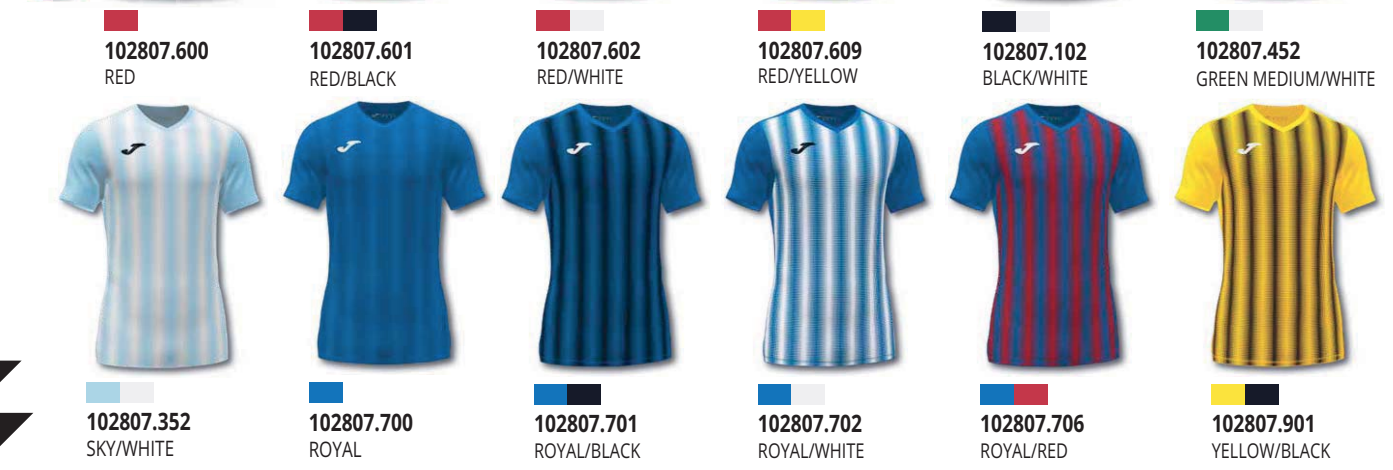 102807.600
RED
102807.601
RED/BLACK
102807.602
RED/WHITE
102807.609
RED/YELLOW
102807.102
BLACK/WHITE
102807.452
GREEN MEDIUM/WHITE
102807.352
SKY/WHITE
102807.700
ROYAL
102807.701
ROYAL/BLACK
102807.702
ROYAL/WHITE
102807.706
ROYAL/RED
102807.901
YELLOW/BLACK